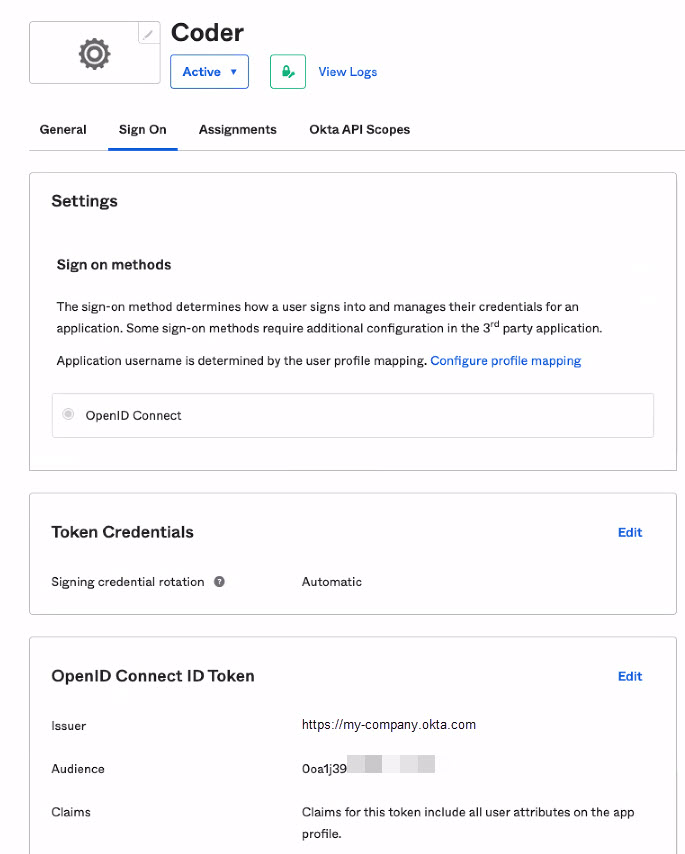 Coder
Active ▼
View Logs
General Sign On Assignments Okta API Scopes
Settings
Sign on methods
The sign-on method determines how a user signs into and manages their credentials for an
application. Some sign-on methods require additional configuration in the 3rd party application.
Application username is determined by the user profile mapping. Configure profile mapping
OpenID Connect
Token Credentials Edit
Signing credential rotation ? Automatic
OpenID Connect ID Token Edit
Issuer https://my-company.okta.com
Audience 0oa1j39
Claims Claims for this token include all user attributes on the app
profile.